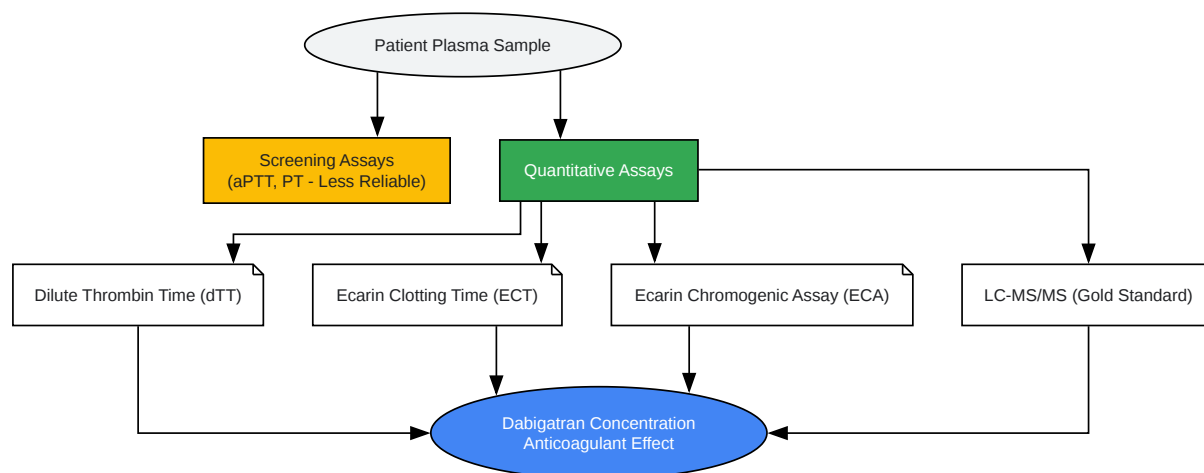 Patient Plasma Sample
Screening Assays
(aPTT, PT - Less Reliable)
Quantitative Assays
Dilute Thrombin Time (dTT)
Ecarin Clotting Time (ECT)
Ecarin Chromogenic Assay (ECA)
LC-MS/MS (Gold Standard)
Dabigatran Concentration
Anticoagulant Effect